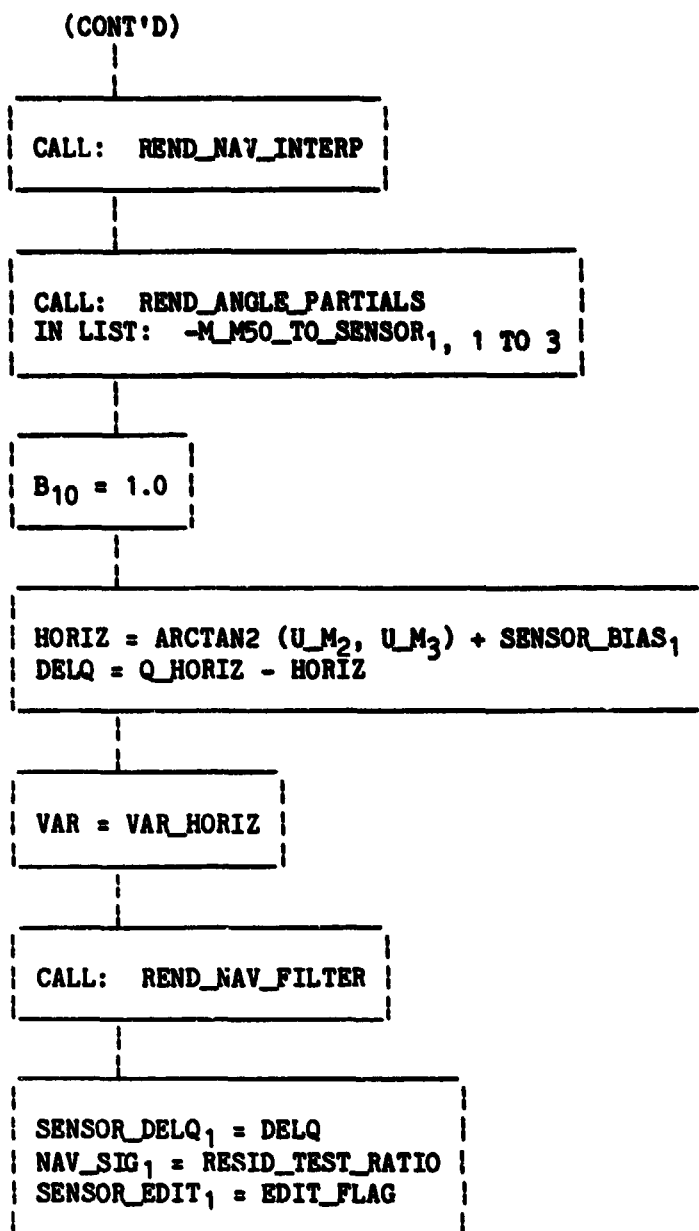 (CONT'D)
CALL: REND_NAV_INTERP
CALL: REND_ANGLE_PARTIALS
IN LIST: -M_M50_TO_SENSOR1, 1 TO 3
B10 = 1.0
HORIZ = ARCTAN2 (U_M2, U_M3) + SENSOR_BIAS1
DELQ = Q_HORIZ - HORIZ
VAR = VAR_HORIZ
CALL: REND_NAV_FILTER
SENSOR_DELQ1 = DELQ
NAV_SIG1 = RESID_TEST_RATIO
SENSOR_EDIT1 = EDIT_FLAG